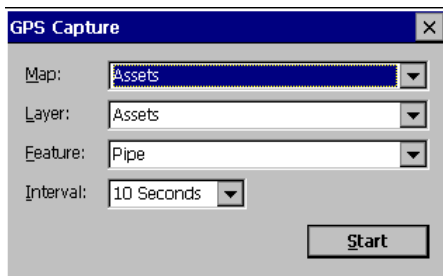 GPS Capture
Map: Assets
Layer: Assets
Feature: Pipe
Interval: 10 Seconds
Start